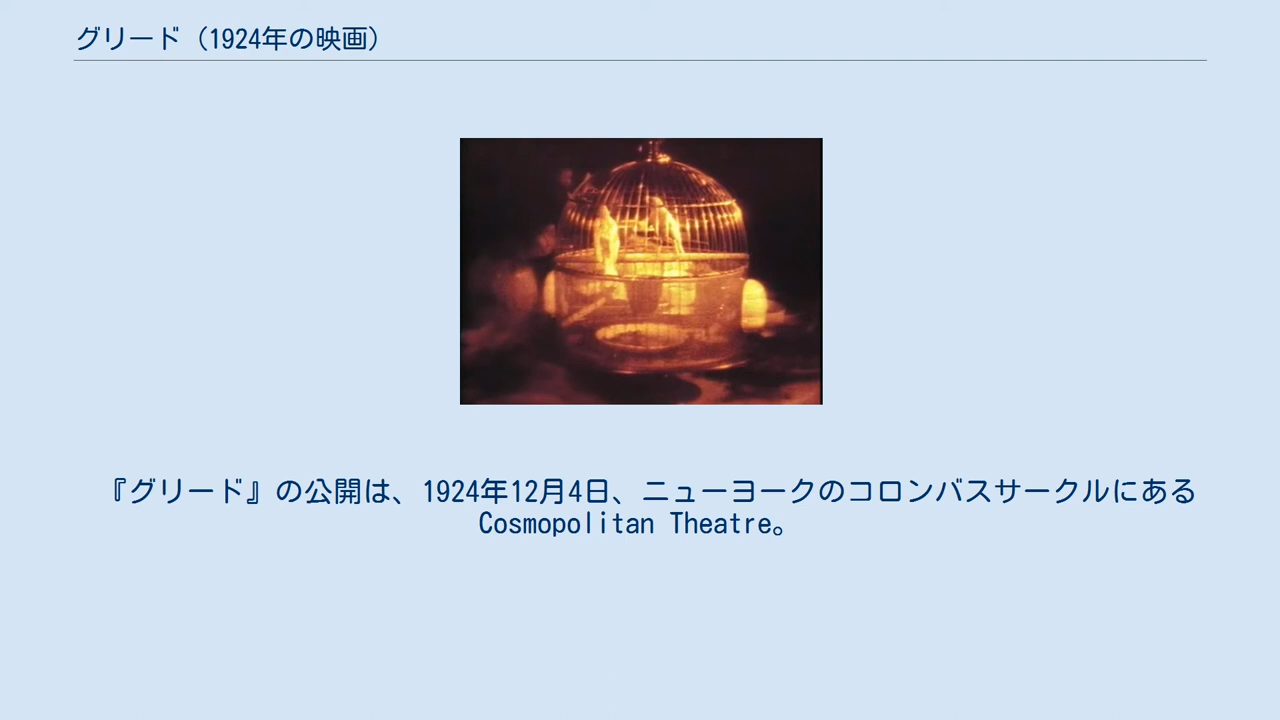 グリード（1924年の映画）
『グリード』の公開は、1924年12月4日、ニューヨークのコロンバスサークルにある
Cosmopolitan Theatre。